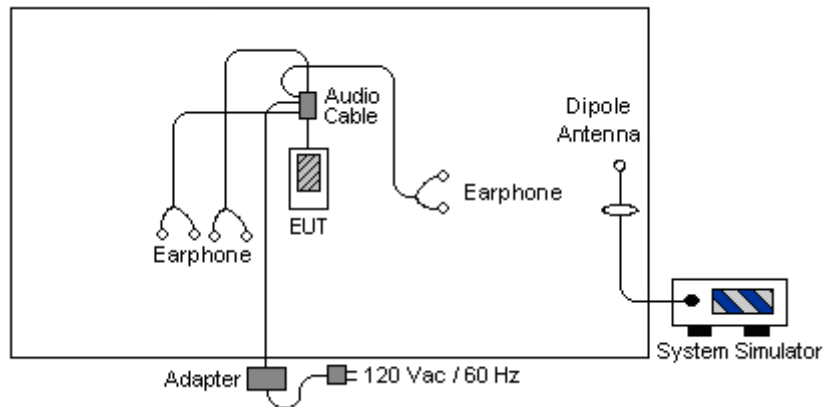 Audio
Cable
Dipole
Antenna
Earphone
EUT
Earphone
System Simulator
Adapter
120 Vac / 60 Hz